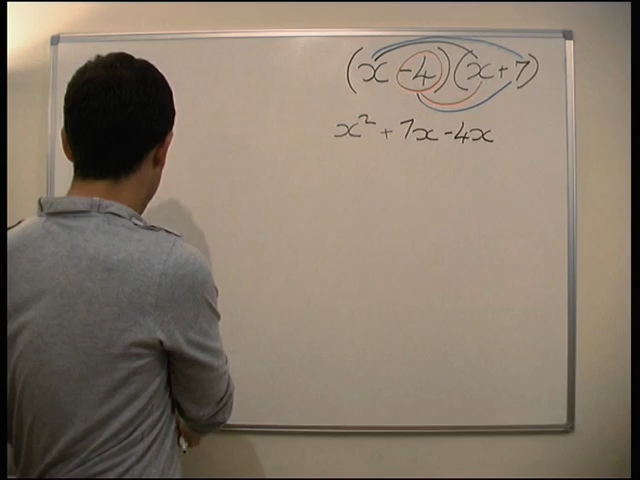 (x - 4)(x + 7)
x² + 7x - 4x